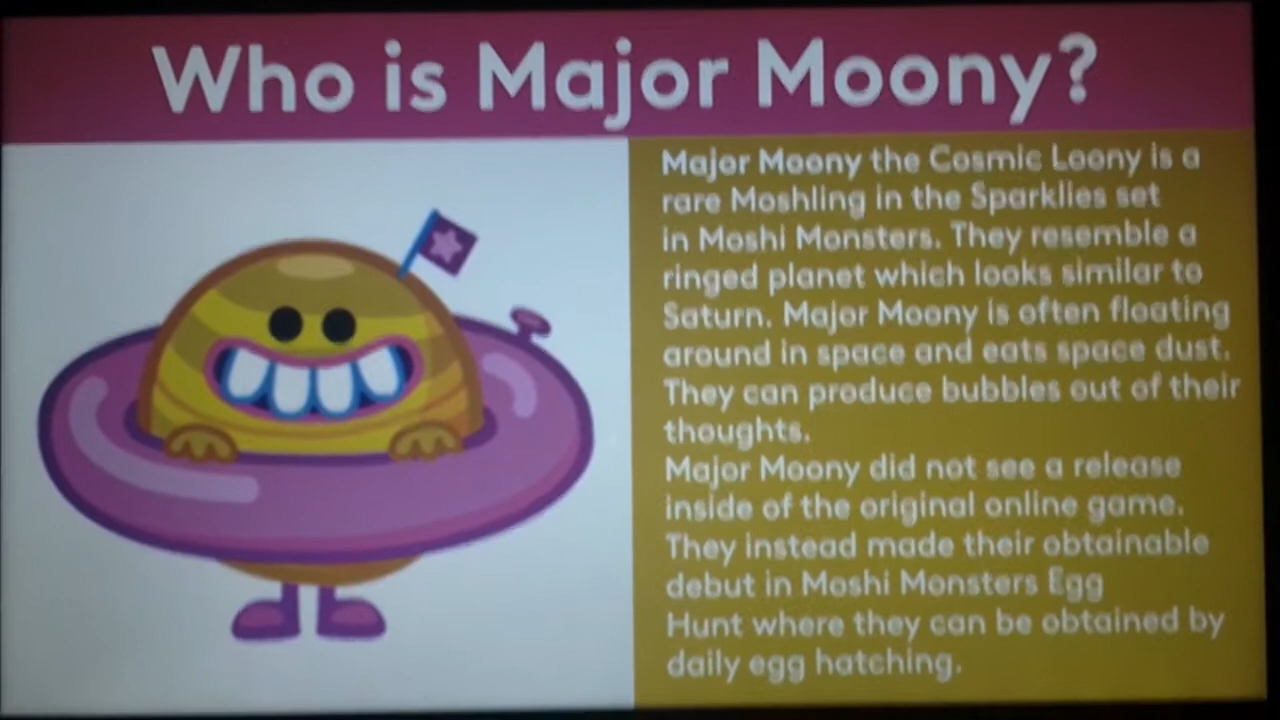 Who is Major Moony?
Major Moony the Cosmic Loony is a
rare Moshling in the Sparklies set
in Moshi Monsters. They resemble a
ringed planet which looks similar to
Saturn. Major Moony is often floating
around in space and eats space dust.
They can produce bubbles out of their
thoughts.
Major Moony did not see a release
inside of the original online game.
They instead made their obtainable
debut in Moshi Monsters Egg
Hunt where they can be obtained by
daily egg hatching.